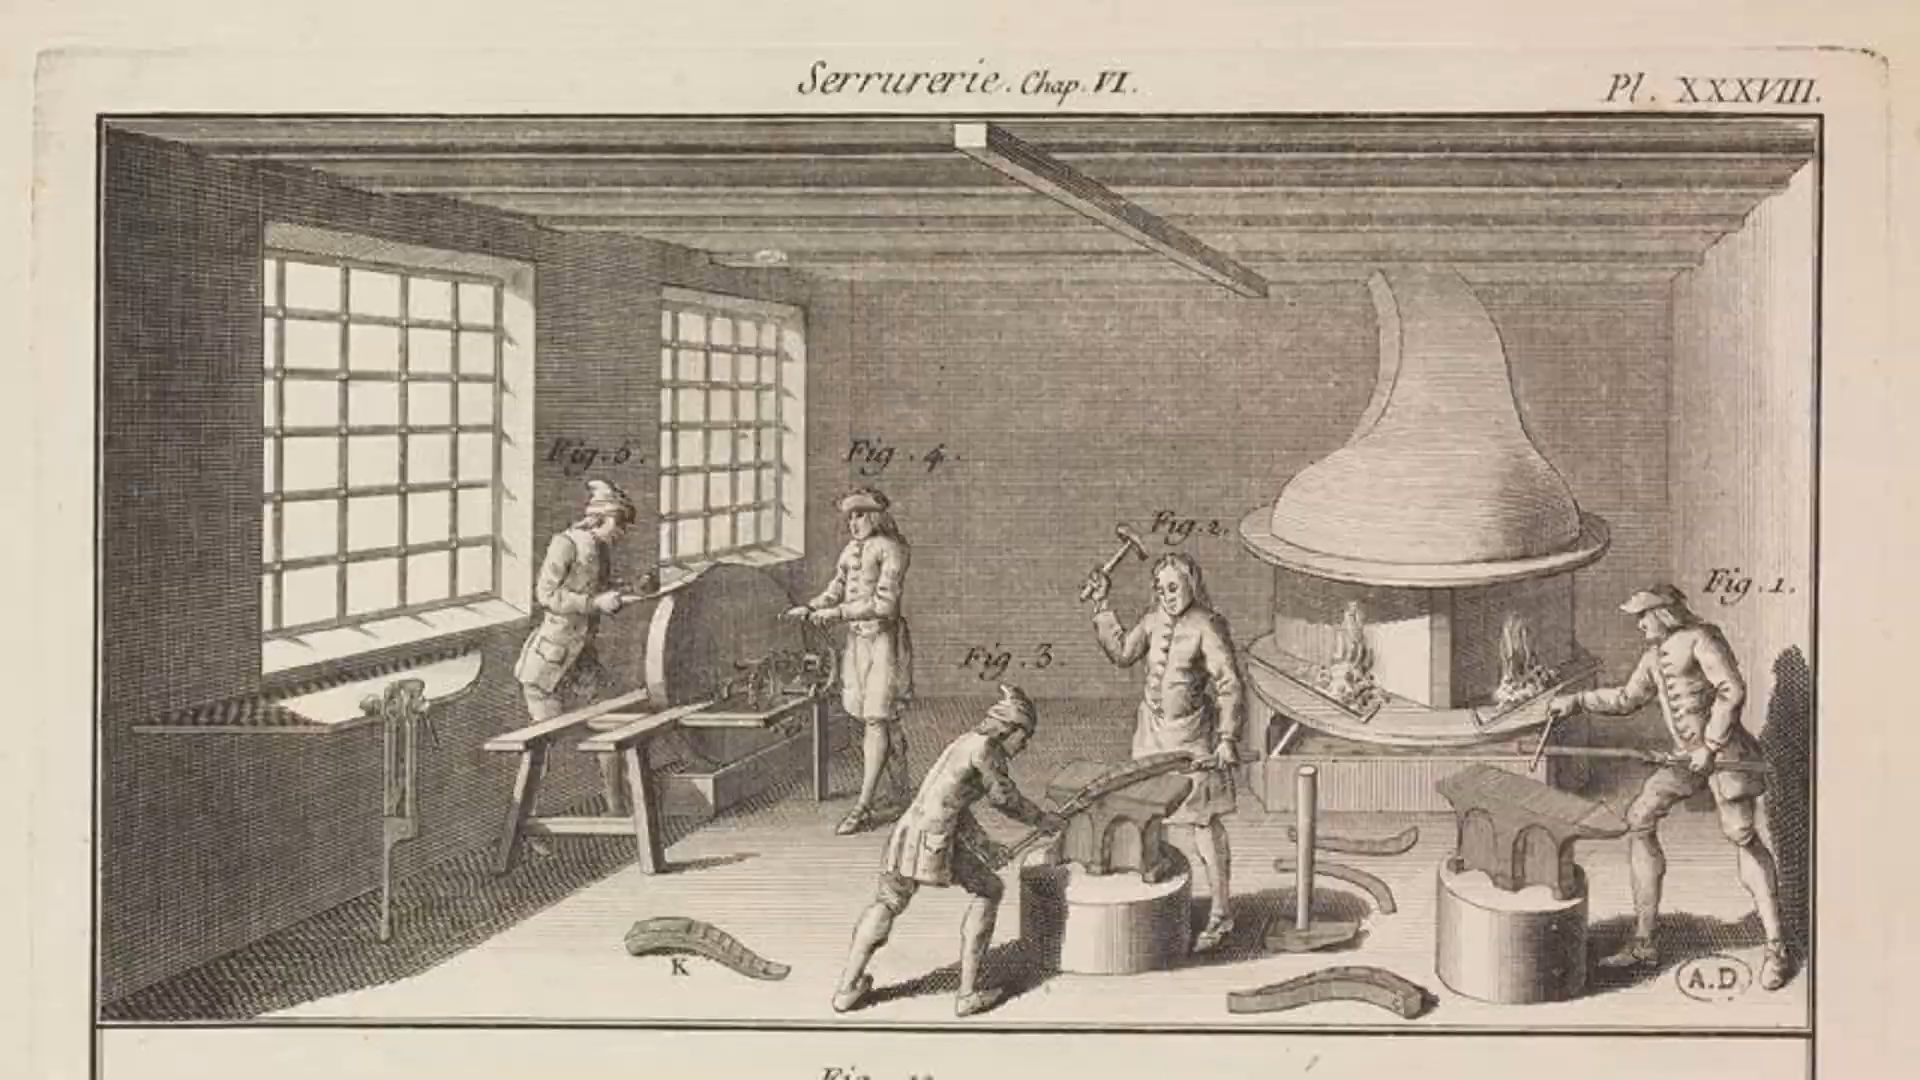 Serrurerie. Chap. VI.
Pl. XXXVIII.
Fig. 5.
Fig. 4.
Fig. 2.
Fig. 1.
Fig. 3.
K
A.D